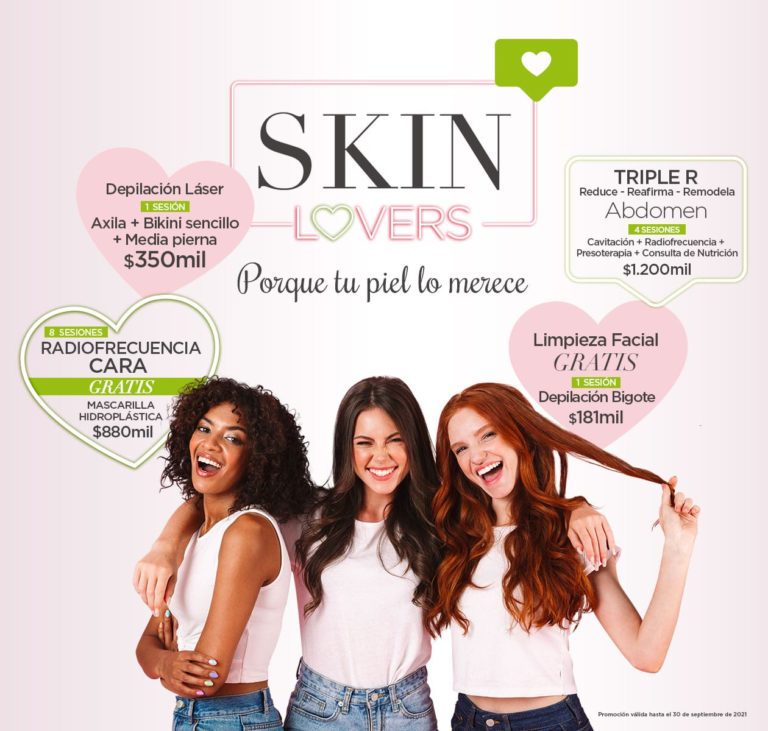 SKIN
LOVERS
Porque tu piel lo merece
Depilación Láser
1 SESIÓN
Axila + Bikini sencillo
+ Media pierna
$350mil
TRIPLE R
Reduce - Reafirma - Remodela
Abdomen
4 SESIONES
Cavitación + Radiofrecuencia +
Presoterapia + Consulta de Nutrición
$1.200mil
8 SESIONES
RADIOFRECUENCIA
CARA
GRATIS
MASCARILLA
HIDROPLÁSTICA
$880mil
Limpieza Facial
GRATIS
1 SESIÓN
Depilación Bigote
$181mil
Promoción válida hasta el 30 de septiembre de 2021